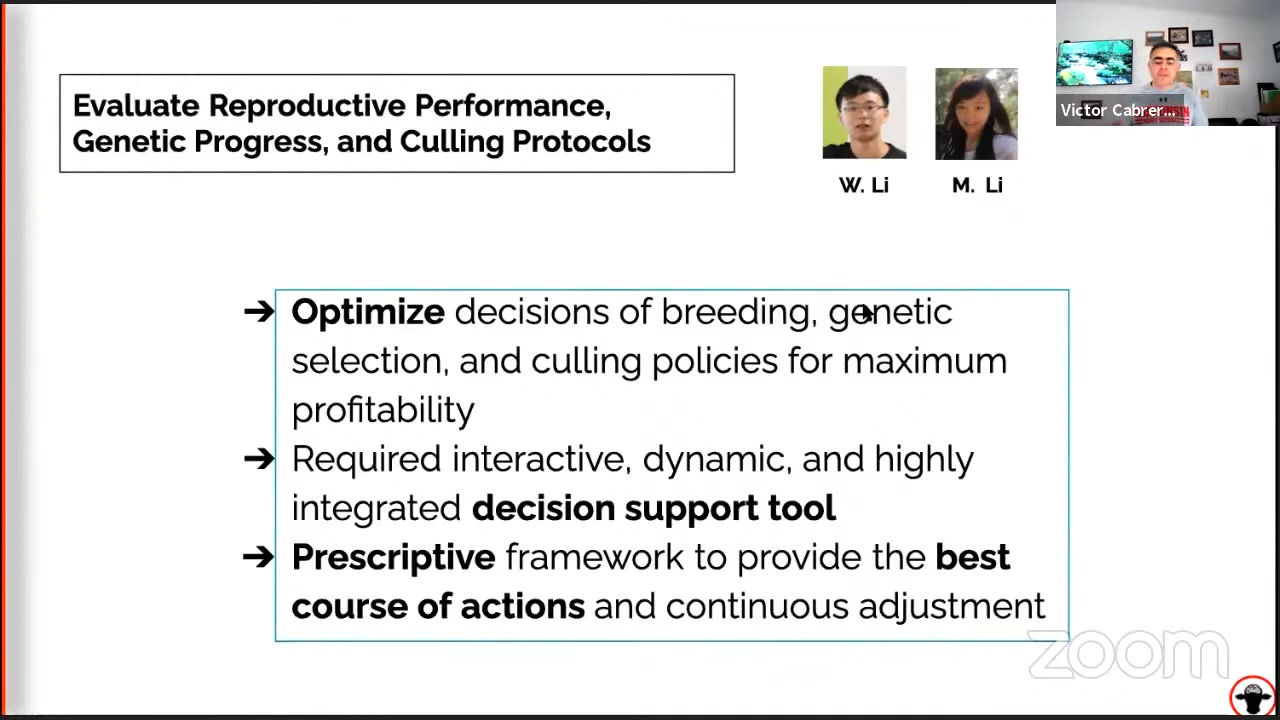 Evaluate Reproductive Performance,
Genetic Progress, and Culling Protocols
W. Li
M. Li
Victor Cabrer...
➔ Optimize decisions of breeding, genetic
selection, and culling policies for maximum
profitability
➔ Required interactive, dynamic, and highly
integrated decision support tool
➔ Prescriptive framework to provide the best
course of actions and continuous adjustment
zoom